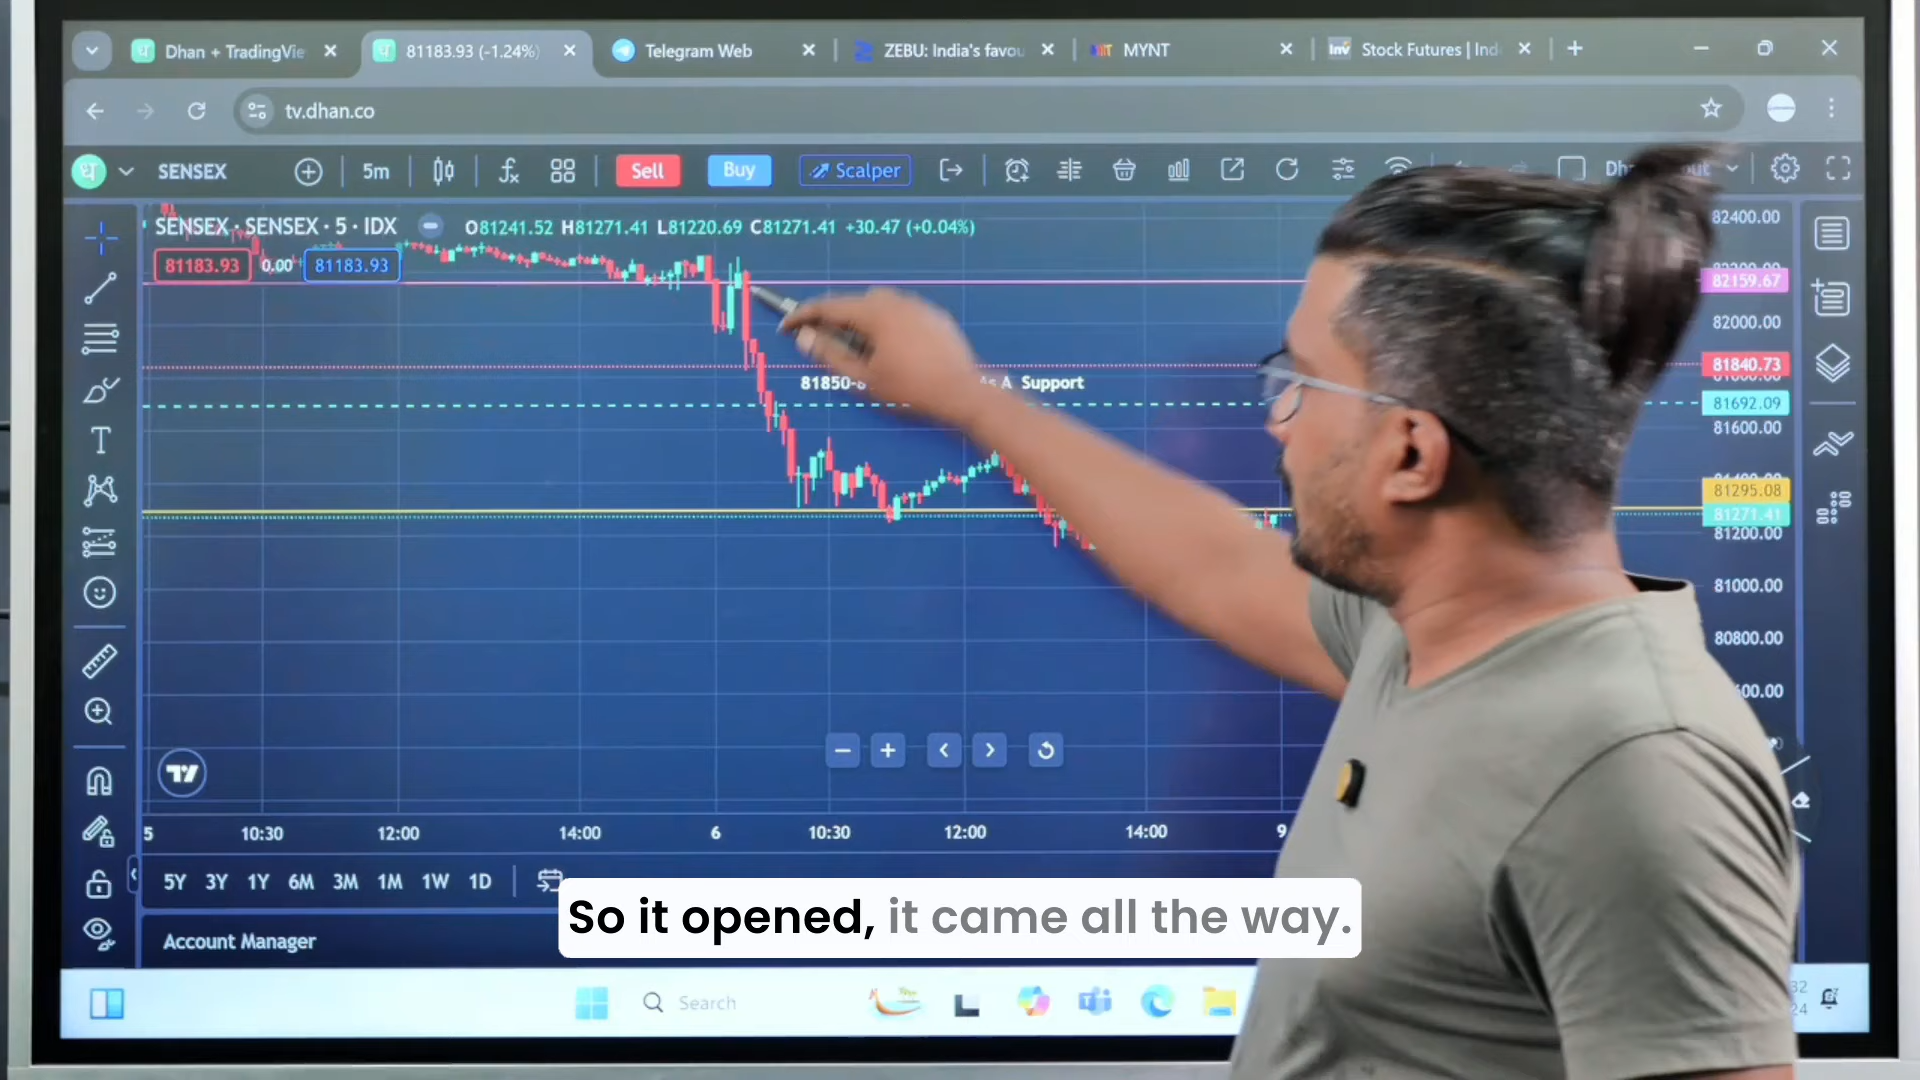 Dhan + TradingVie
81183.93 (-1.24%)
Telegram Web
ZEBU: India's favou
MYNT
Stock Futures | Ind
tv.dhan.co
SENSEX
5m
Sell
Buy
Scalper
SENSEX · SENSEX · 5 · IDX
O81241.52 H81271.41 L81220.69 C81271.41 +30.47 (+0.04%)
81183.93
0.00
81183.93
82400.00
82159.67
82000.00
81840.73
81850-
As A Support
81692.09
81600.00
81295.08
81271.41
81200.00
81000.00
80800.00
5
10:30
12:00
14:00
6
10:30
12:00
14:00
9
5Y 3Y 1Y 6M 3M 1M 1W 1D
So it opened, it came all the way.
Account Manager
Search